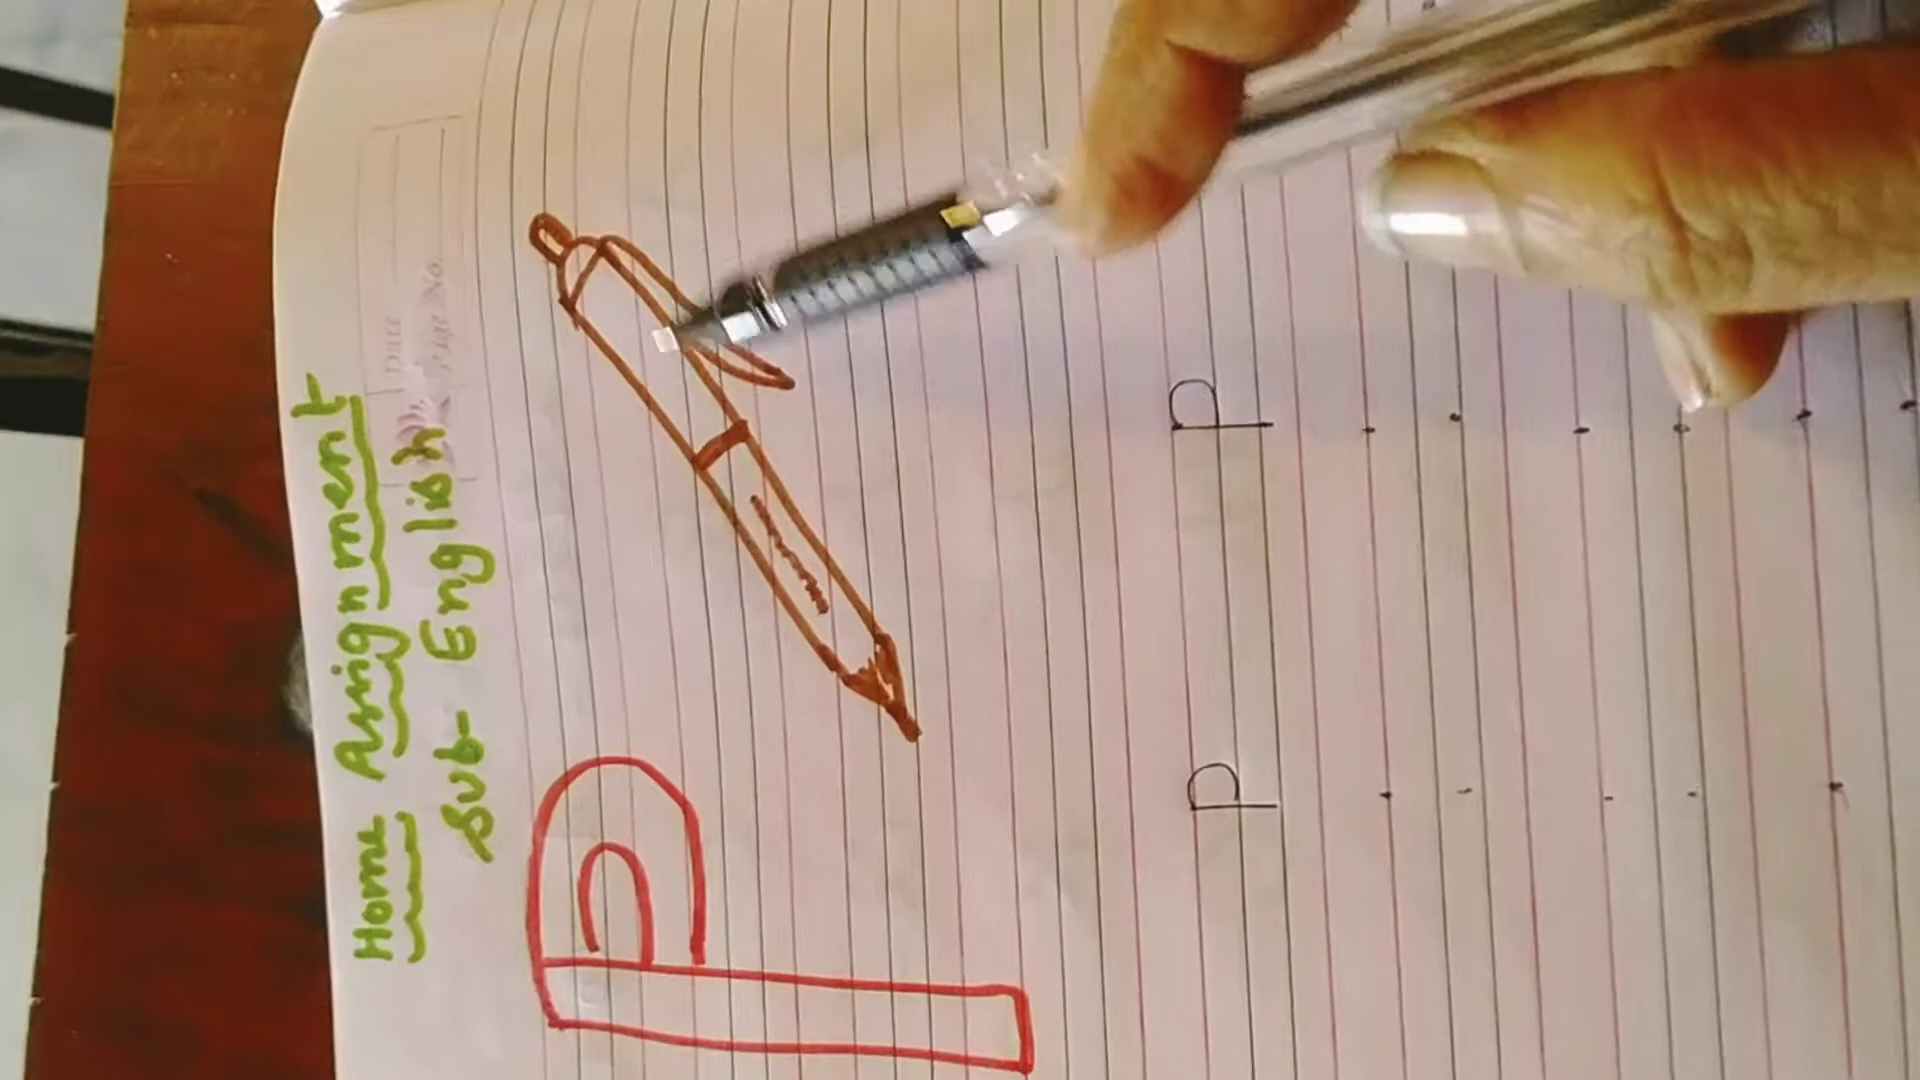 Home Assignment
Sub- English
Date
Page No
P
p p